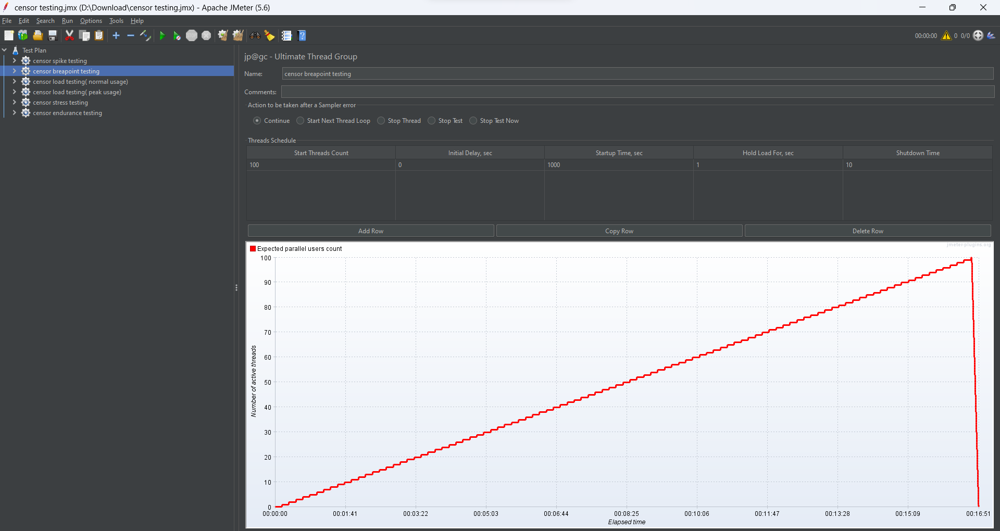 censor testing.jmx (D:\Download\censor testing.jmx) - Apache JMeter (5.6)
File Edit Search Run Options Tools Help
STOP
00:00:00 0 0/0
Test Plan
censor spike testing
censor breapoint testing
censor load testing( normal usage)
censor load testing( peak usage)
censor stress testing
censor endurance testing
jp@gc - Ultimate Thread Group
Name: censor breapoint testing
Comments:
Action to be taken after a Sampler error
Continue Start Next Thread Loop Stop Thread Stop Test Stop Test Now
Threads Schedule
Start Threads Count Initial Delay, sec Startup Time, sec Hold Load For, sec Shutdown Time
100 0 1000 1 10
Add Row Copy Row Delete Row
jmeter-plugins.org
Expected parallel users count
100
90
80
70
60
50
40
30
20
10
0
Number of active threads
00:00:00 00:01:41 00:03:22 00:05:03 00:06:44 00:08:25 00:10:06 00:11:47 00:13:28 00:15:09 00:16:51
Elapsed time